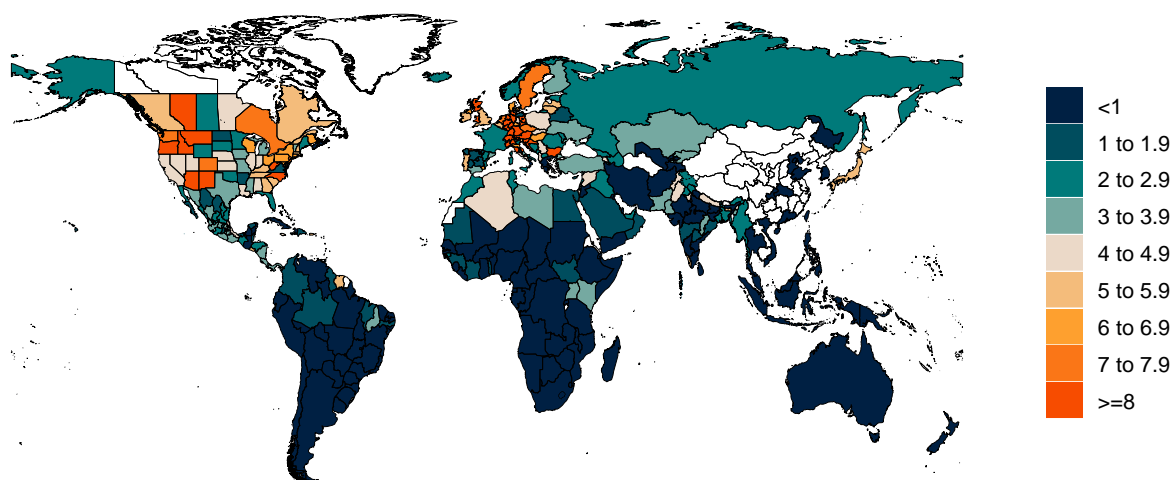 <1
1 to 1.9
2 to 2.9
3 to 3.9
4 to 4.9
5 to 5.9
6 to 6.9
7 to 7.9
>=8